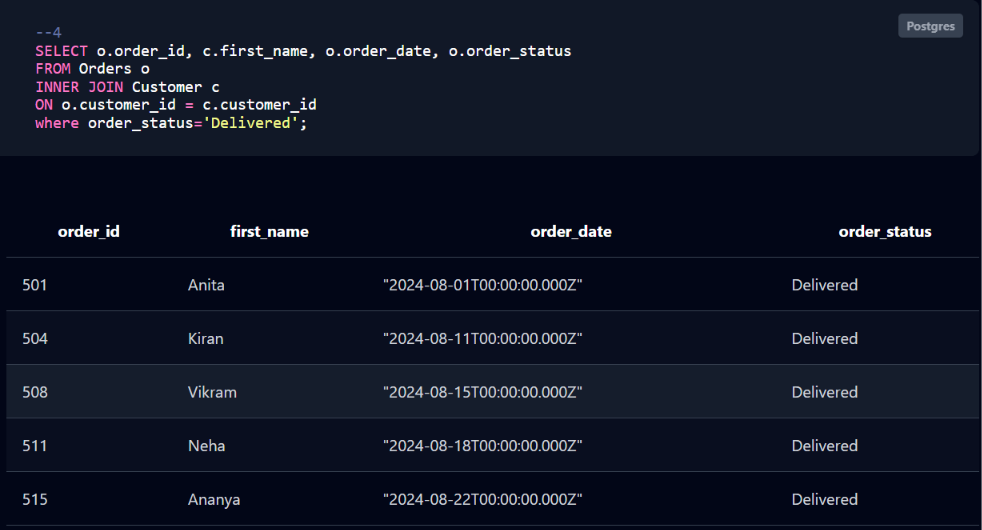 --4
Postgres
SELECT o.order_id, c.first_name, o.order_date, o.order_status
FROM Orders o
INNER JOIN Customer c
ON o.customer_id = c.customer_id
where order_status='Delivered';
order_id first_name order_date order_status
501 Anita "2024-08-01T00:00:00.000Z" Delivered
504 Kiran "2024-08-11T00:00:00.000Z" Delivered
508 Vikram "2024-08-15T00:00:00.000Z" Delivered
511 Neha "2024-08-18T00:00:00.000Z" Delivered
515 Ananya "2024-08-22T00:00:00.000Z" Delivered